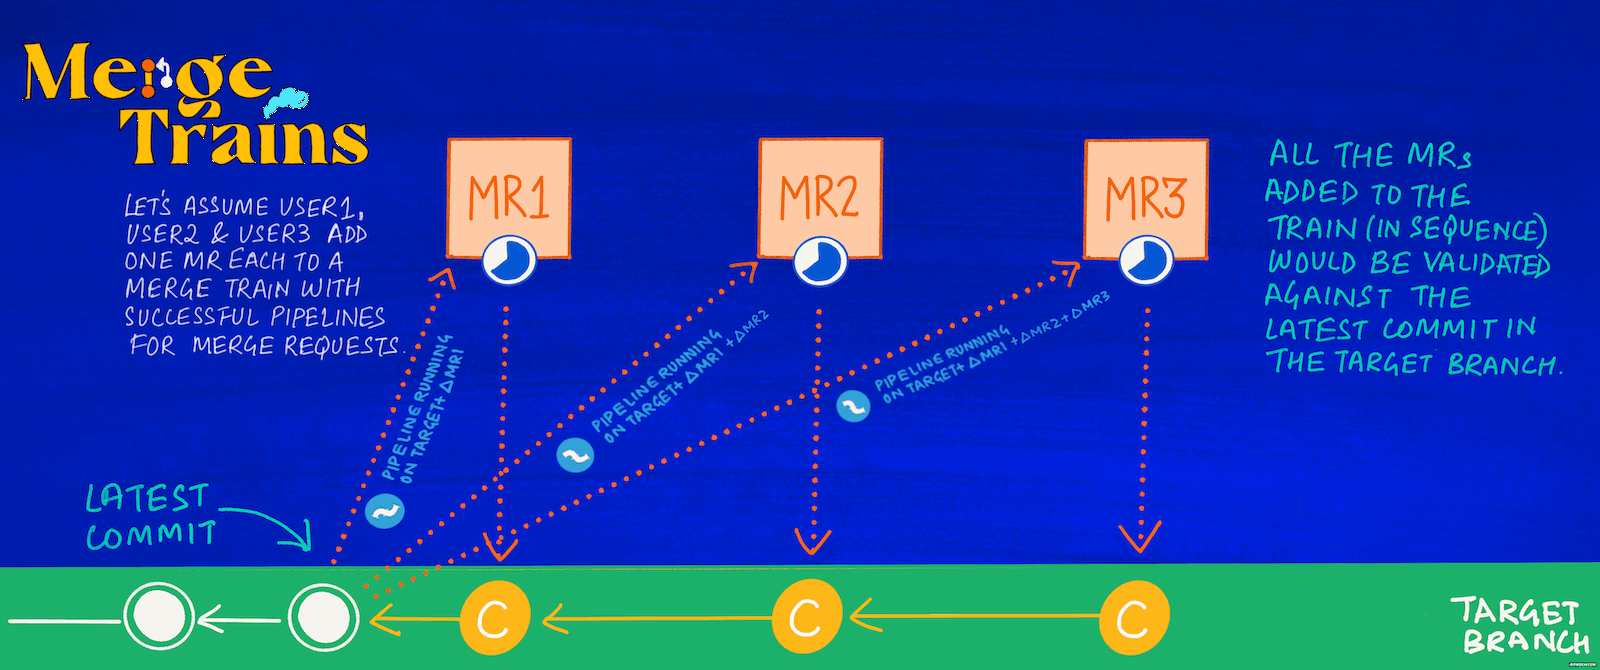 Merge
Trains
LET'S ASSUME USER1,
USER2 & USER3 ADD
ONE MR EACH TO A
MERGE TRAIN WITH
SUCCESSFUL PIPELINES
FOR MERGE REQUESTS.
MR1
MR2
MR3
ALL THE MRs
ADDED TO THE
TRAIN (IN SEQUENCE)
WOULD BE VALIDATED
AGAINST THE
LATEST COMMIT IN
THE TARGET BRANCH.
PIPELINE RUNNING
ON TARGET+ ΔMR1
PIPELINE RUNNING
ON TARGET+ ΔMR1 +ΔMR2
PIPELINE RUNNING
ON TARGET+ ΔMR1 +ΔMR2+ΔMR3
LATEST
COMMIT
C
C
C
TARGET
BRANCH